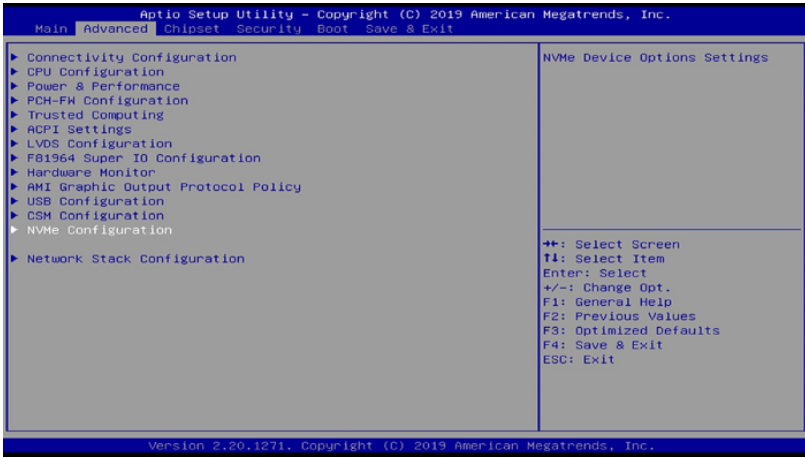 Aptio Setup Utility – Copyright (C) 2019 American Megatrends, Inc.
Main Advanced Chipset Security Boot Save & Exit
► Connectivity Configuration
► CPU Configuration
► Power & Performance
► PCH-FW Configuration
► Trusted Computing
► ACPI Settings
► LVDS Configuration
► F81964 Super IO Configuration
► Hardware Monitor
► AMI Graphic Output Protocol Policy
► USB Configuration
► CSM Configuration
► NVMe Configuration
► Network Stack Configuration
NVMe Device Options Settings
→←: Select Screen
↑↓: Select Item
Enter: Select
+/-: Change Opt.
F1: General Help
F2: Previous Values
F3: Optimized Defaults
F4: Save & Exit
ESC: Exit
Version 2.20.1271. Copyright (C) 2019 American Megatrends, Inc.